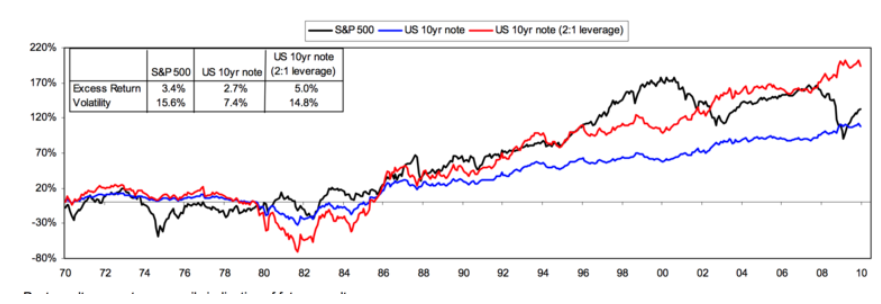 S&P 500 US 10yr note US 10yr note (2:1 leverage)
220%
170%
120%
70%
20%
-30%
-80%
S&P 500 US 10yr note US 10yr note (2:1 leverage)
Excess Return 3.4% 2.7% 5.0%
Volatility 15.6% 7.4% 14.8%
70 72 74 76 78 80 82 84 86 88 90 92 94 96 98 00 02 04 06 08 10